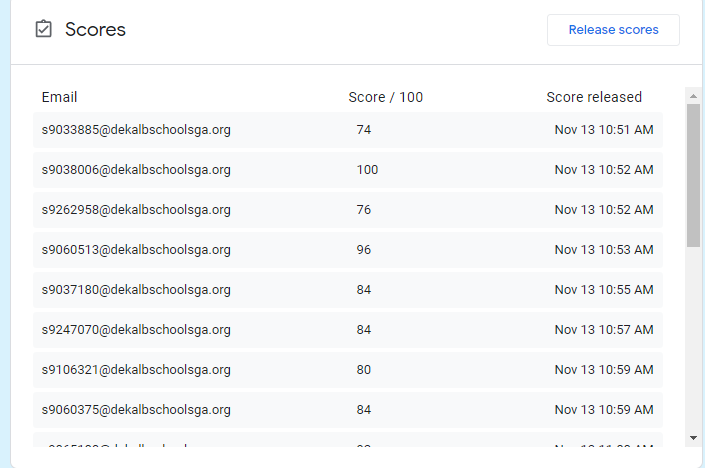 Scores
Release scores
Email Score / 100 Score released
s9033885@dekalbschoolsga.org 74 Nov 13 10:51 AM
s9038006@dekalbschoolsga.org 100 Nov 13 10:52 AM
s9262958@dekalbschoolsga.org 76 Nov 13 10:52 AM
s9060513@dekalbschoolsga.org 96 Nov 13 10:53 AM
s9037180@dekalbschoolsga.org 84 Nov 13 10:55 AM
s9247070@dekalbschoolsga.org 84 Nov 13 10:57 AM
s9106321@dekalbschoolsga.org 80 Nov 13 10:59 AM
s9060375@dekalbschoolsga.org 84 Nov 13 10:59 AM